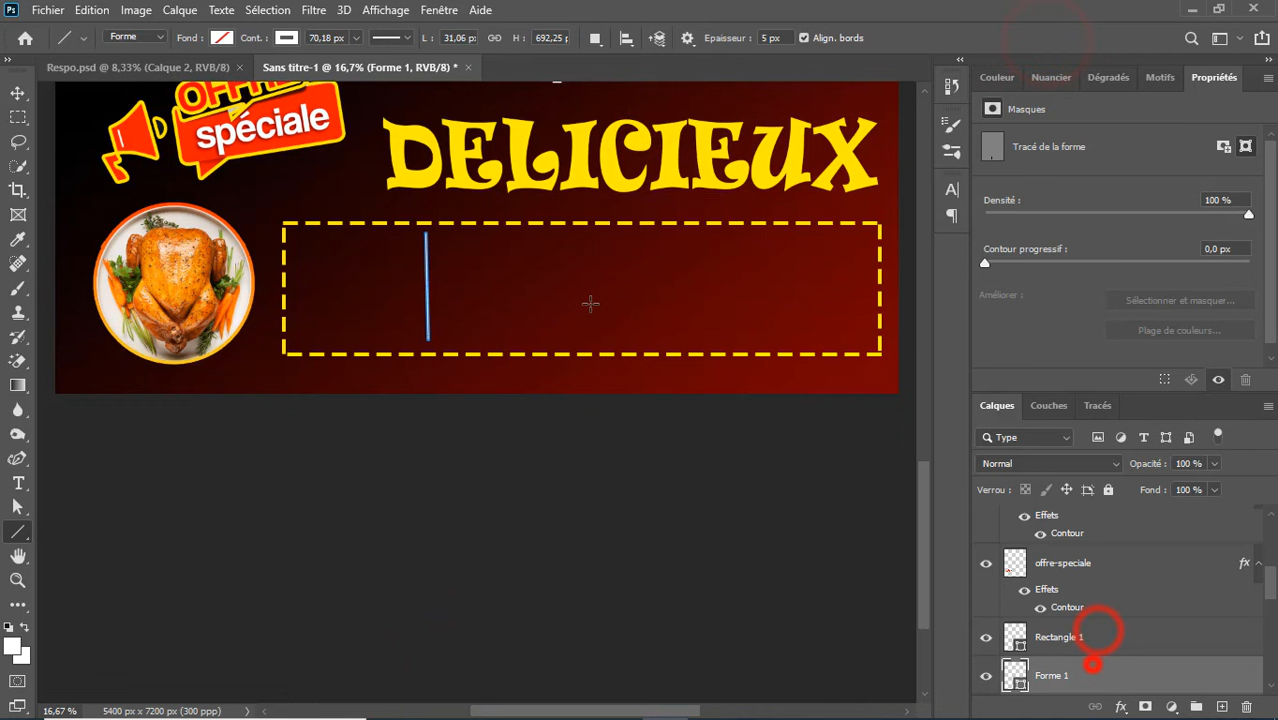 Ps Fichier Edition Image Calque Texte Sélection Filtre 3D Affichage Fenêtre Aide
Forme Fond : Cont. : 70,18 px L : 31,06 px H : 692,25 p: Epaisseur : 5 px Align. bords
Respo.psd @ 8,33% (Calque 2, RVB/8) × Sans titre-1 @ 16,7% (Forme 1, RVB/8) * ×
Couleur Nuancier Dégradés Motifs Propriétés
OFFRE
spéciale
DELICIEUX
Masques
Tracé de la forme
Densité : 100 %
Contour progressif : 0,0 px
Améliorer :
Sélectionner et masquer...
Plage de couleurs...
Calques Couches Tracés
Type
Normal Opacité : 100 %
Verrou : Fond : 100 %
Effets
Contour
offre-speciale fx
Effets
Contour
Rectangle 1
Forme 1
16,67 % 5400 px x 7200 px (300 ppp)